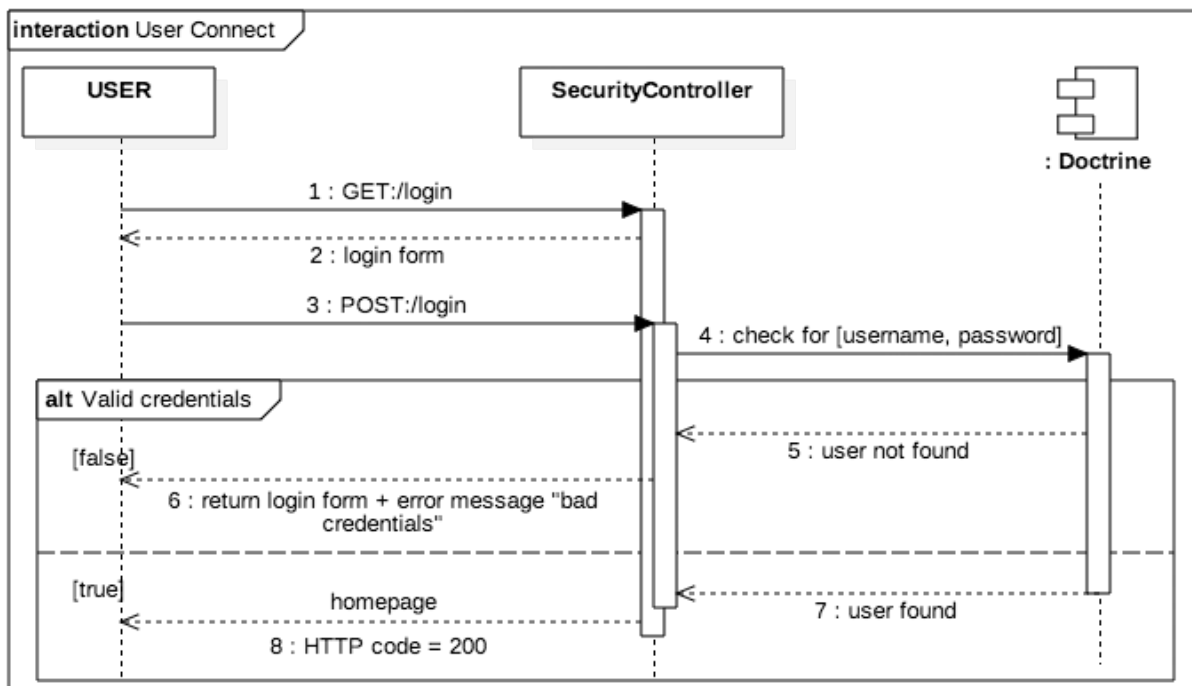 interaction User Connect
USER
SecurityController
: Doctrine
1 : GET:/login
2 : login form
3 : POST:/login
4 : check for [username, password]
alt Valid credentials
5 : user not found
[false]
6 : return login form + error message "bad
credentials"
[true]
homepage
7 : user found
8 : HTTP code = 200